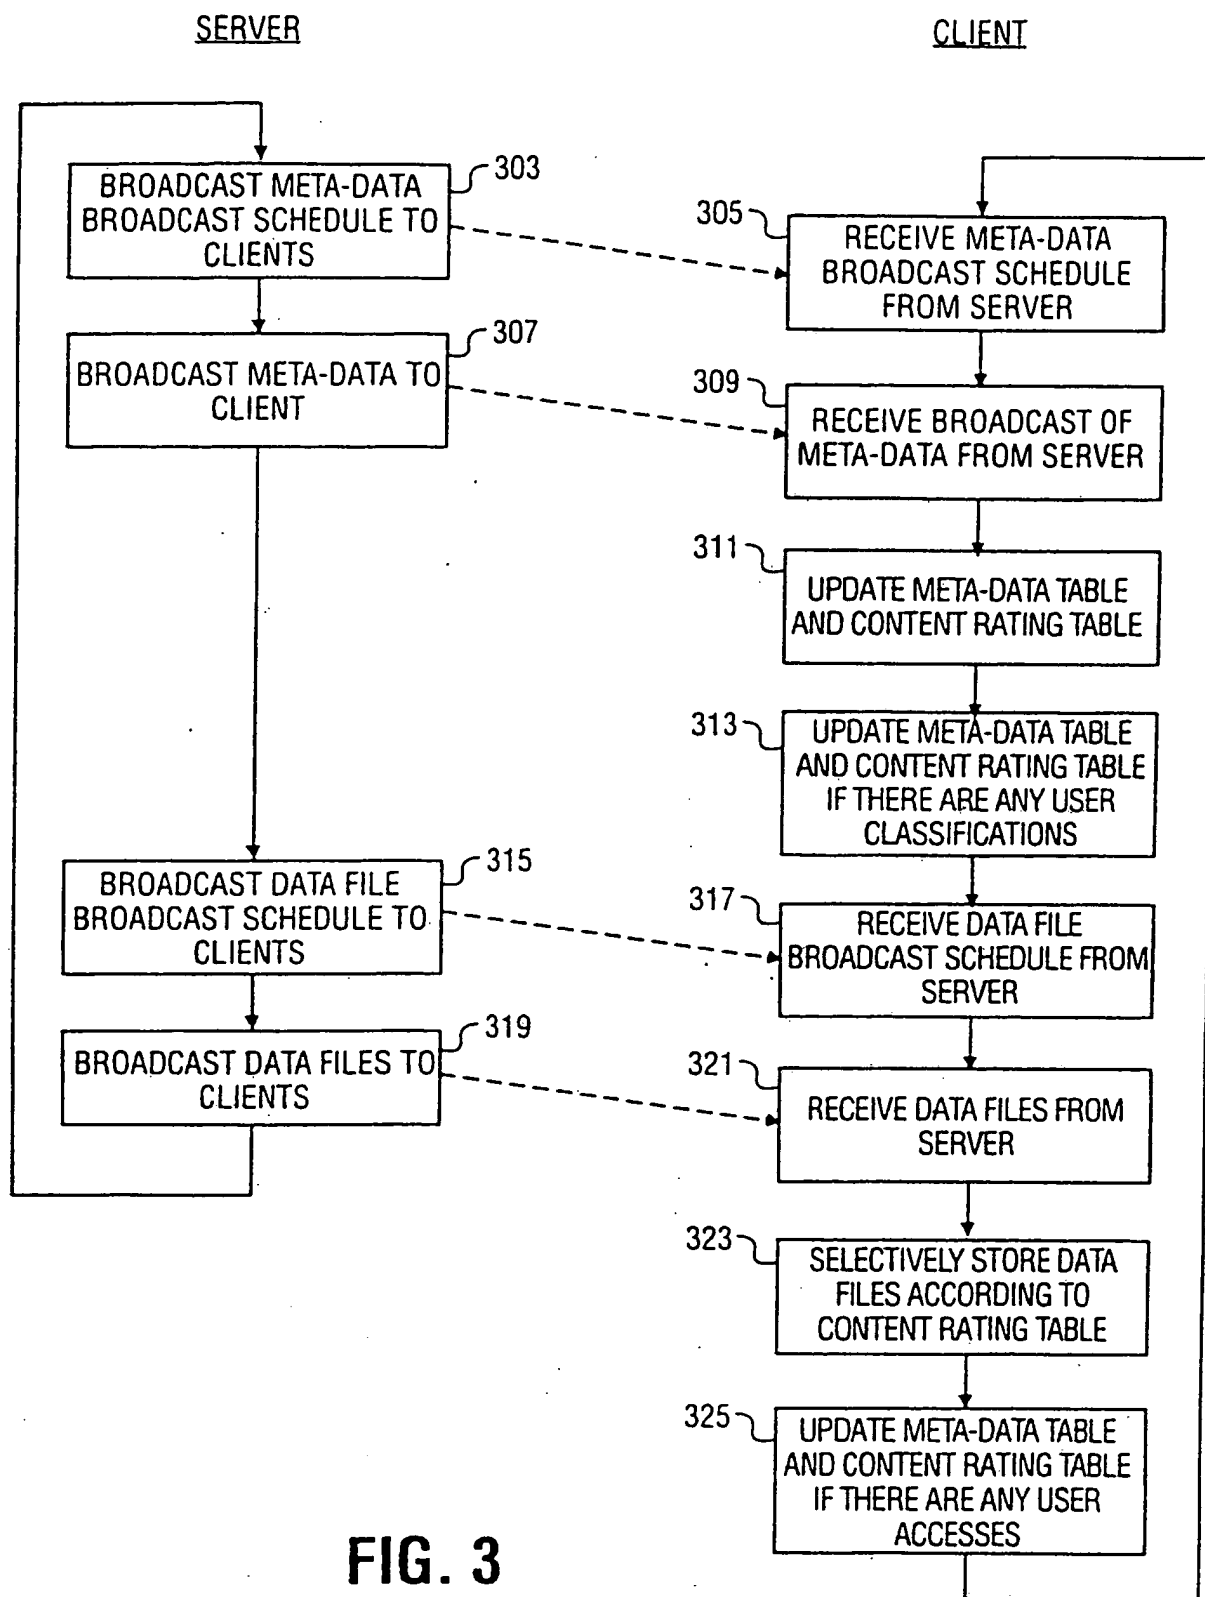 SERVER
303
BROADCAST META-DATA
BROADCAST SCHEDULE TO
CLIENTS
307
BROADCAST META-DATA TO
CLIENT
315
BROADCAST DATA FILE
BROADCAST SCHEDULE TO
CLIENTS
319
BROADCAST DATA FILES TO
CLIENTS
CLIENT
305
RECEIVE META-DATA
BROADCAST SCHEDULE
FROM SERVER
309
RECEIVE BROADCAST OF
META-DATA FROM SERVER
311
UPDATE META-DATA TABLE
AND CONTENT RATING TABLE
313
UPDATE META-DATA TABLE
AND CONTENT RATING TABLE
IF THERE ARE ANY USER
CLASSIFICATIONS
317
RECEIVE DATA FILE
BROADCAST SCHEDULE FROM
SERVER
321
RECEIVE DATA FILES FROM
SERVER
323
SELECTIVELY STORE DATA
FILES ACCORDING TO
CONTENT RATING TABLE
325
UPDATE META-DATA TABLE
AND CONTENT RATING TABLE
IF THERE ARE ANY USER
ACCESSES
FIG. 3